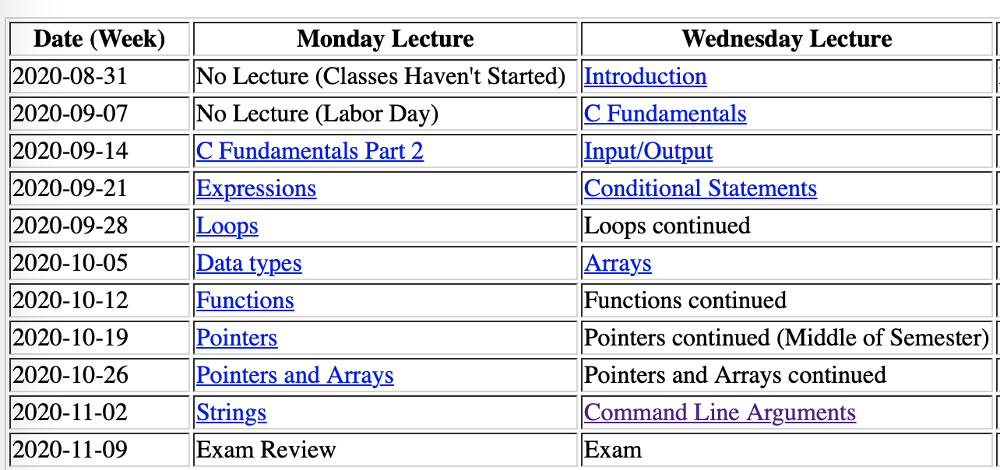 Date (Week) Monday Lecture Wednesday Lecture
2020-08-31 No Lecture (Classes Haven't Started) Introduction
2020-09-07 No Lecture (Labor Day) C Fundamentals
2020-09-14 C Fundamentals Part 2 Input/Output
2020-09-21 Expressions Conditional Statements
2020-09-28 Loops Loops continued
2020-10-05 Data types Arrays
2020-10-12 Functions Functions continued
2020-10-19 Pointers Pointers continued (Middle of Semester)
2020-10-26 Pointers and Arrays Pointers and Arrays continued
2020-11-02 Strings Command Line Arguments
2020-11-09 Exam Review Exam